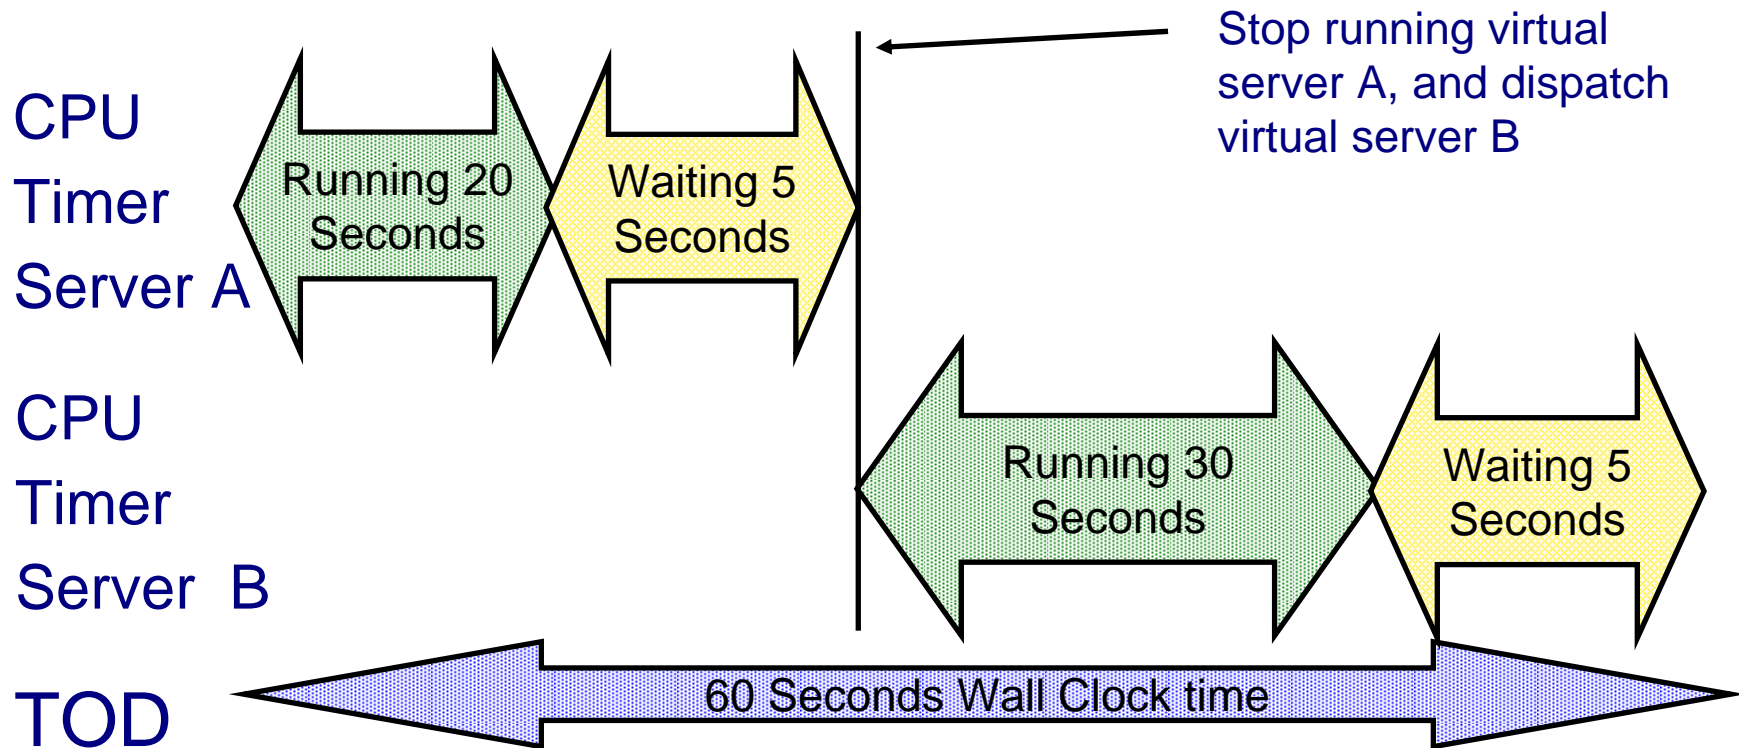 Stop running virtual
server A, and dispatch
virtual server B
CPU
Timer
Server A
Running 20
Seconds
Waiting 5
Seconds
CPU
Timer
Server B
Running 30
Seconds
Waiting 5
Seconds
TOD
60 Seconds Wall Clock time